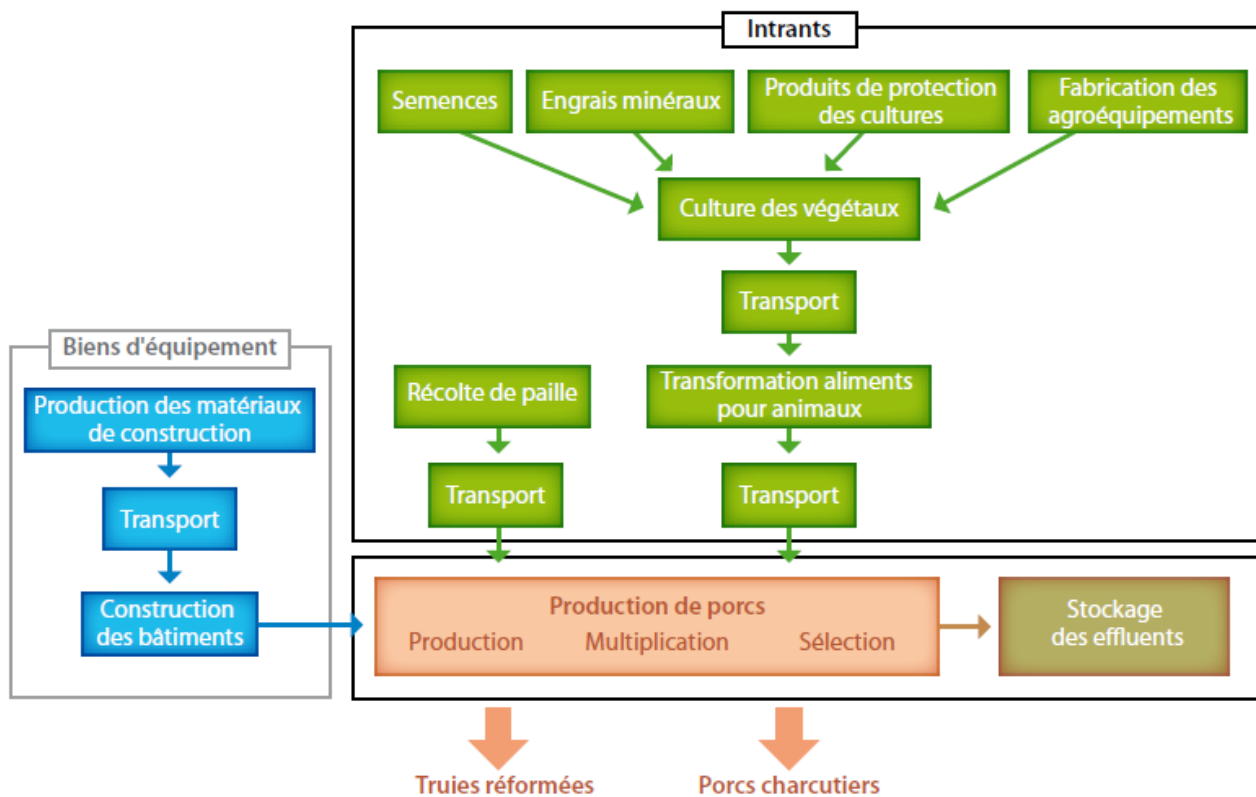 Intrants
Semences
Engrais minéraux
Produits de protection
des cultures
Fabrication des
agroéquipements
Culture des végétaux
Transport
Biens d'équipement
Production des matériaux
de construction
Transport
Construction
des bâtiments
Récolte de paille
Transport
Transformation aliments
pour animaux
Transport
Production de porcs
Production
Multiplication
Sélection
Stockage
des effluents
Truies réformées
Porcs charcutiers